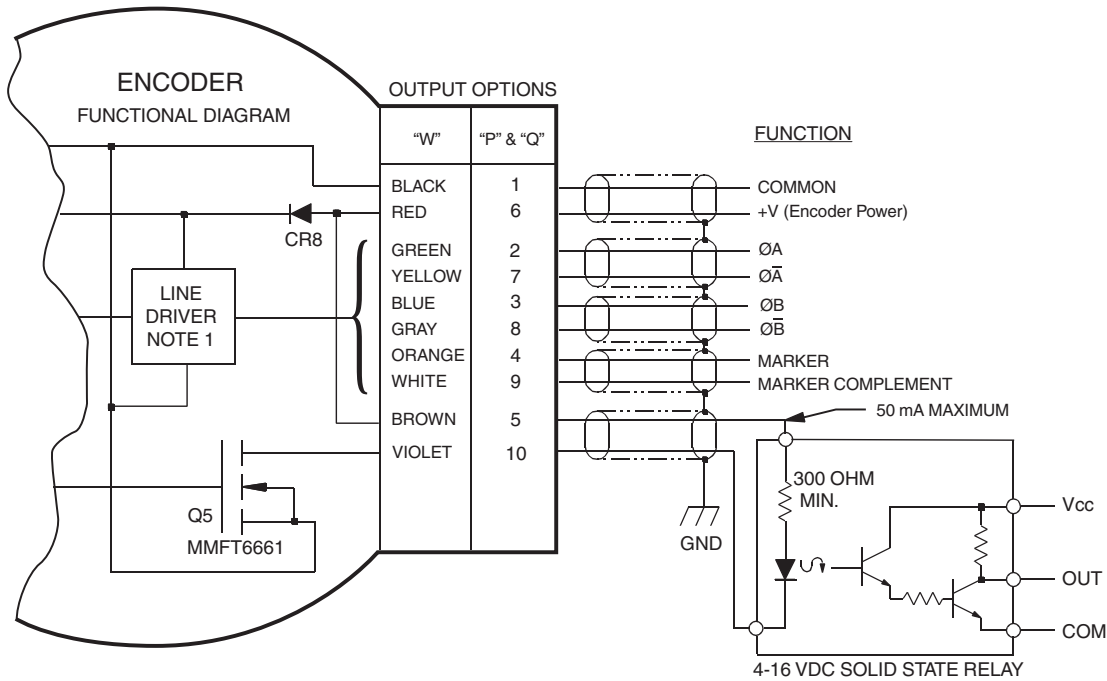 ENCODER
FUNCTIONAL DIAGRAM
OUTPUT OPTIONS
“W” “P” & “Q”
FUNCTION
BLACK 1 COMMON
RED 6 +V (Encoder Power)
CR8
GREEN 2 ØA
YELLOW 7 ØA̅
BLUE 3 ØB
GRAY 8 ØB̅
ORANGE 4 MARKER
WHITE 9 MARKER COMPLEMENT
LINE
DRIVER
NOTE 1
BROWN 5 50 mA MAXIMUM
VIOLET 10
Q5
MMFT6661
GND
300 OHM
MIN.
Vcc
OUT
COM
4-16 VDC SOLID STATE RELAY